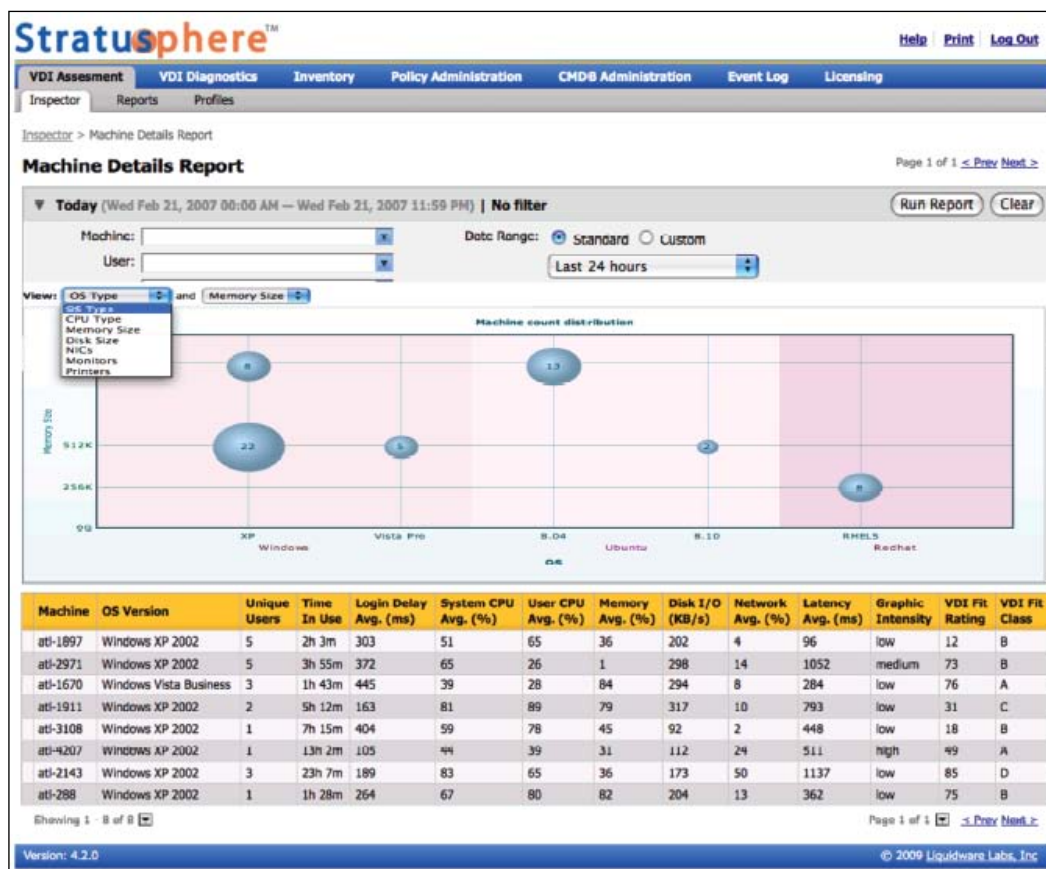 Stratusphere™
Help Print Log Out
VDI Assesment VDI Diagnostics Inventory Policy Administration CMDB Administration Event Log Licensing
Inspector Reports Profiles
Inspector > Machine Details Report
Machine Details Report
Page 1 of 1 < Prev Next >
Today (Wed Feb 21, 2007 00:00 AM — Wed Feb 21, 2007 11:59 PM) | No filter
Run Report Clear
Machine: Date Range: Standard Custom
User: Last 24 hours
View: OS Type and Memory Size
OS Type
CPU Type
Memory Size
Disk Size
NICs
Monitors
Printers
Machine count distribution
8 13
Memory Size
512K 23 5 2
256K 8
XP Vista Pro 8.04 8.10 RHEL5
Windows Ubuntu Redhat
OS
Machine OS Version Unique Users Time In Use Login Delay Avg. (ms) System CPU Avg. (%) User CPU Avg. (%) Memory Avg. (%) Disk I/O (KB/s) Network Avg. (%) Latency Avg. (ms) Graphic Intensity VDI Fit Rating VDI Fit Class
atl-1897 Windows XP 2002 5 2h 3m 303 51 65 36 202 4 96 low 12 B
atl-2971 Windows XP 2002 5 3h 55m 372 65 26 1 298 14 1052 medium 73 B
atl-1670 Windows Vista Business 3 1h 43m 445 39 28 84 294 8 284 low 76 A
atl-1911 Windows XP 2002 2 5h 12m 163 81 89 79 317 10 793 low 31 C
atl-3108 Windows XP 2002 1 7h 15m 404 59 78 45 92 2 448 low 18 B
atl-4207 Windows XP 2002 1 13h 2m 105 44 39 31 112 24 511 high 49 A
atl-2143 Windows XP 2002 3 23h 7m 189 83 65 36 173 50 1137 low 85 D
atl-288 Windows XP 2002 1 1h 28m 264 67 80 82 204 13 362 low 75 B
Showing 1 - 8 of 8 Page 1 of 1 < Prev Next >
Version: 4.2.0 © 2009 Liquidware Labs, Inc